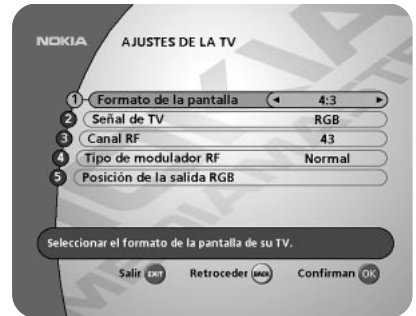 NOKIA AJUSTES DE LA TV
1 Formato de la pantalla 4:3
2 Señal de TV RGB
3 Canal RF 43
4 Tipo de modulador RF Normal
5 Posición de la salida RGB
Seleccionar el formato de la pantalla de su TV.
Salir EXIT Retroceder BACK Confirman OK
NOKIA
MEDIAMASTER